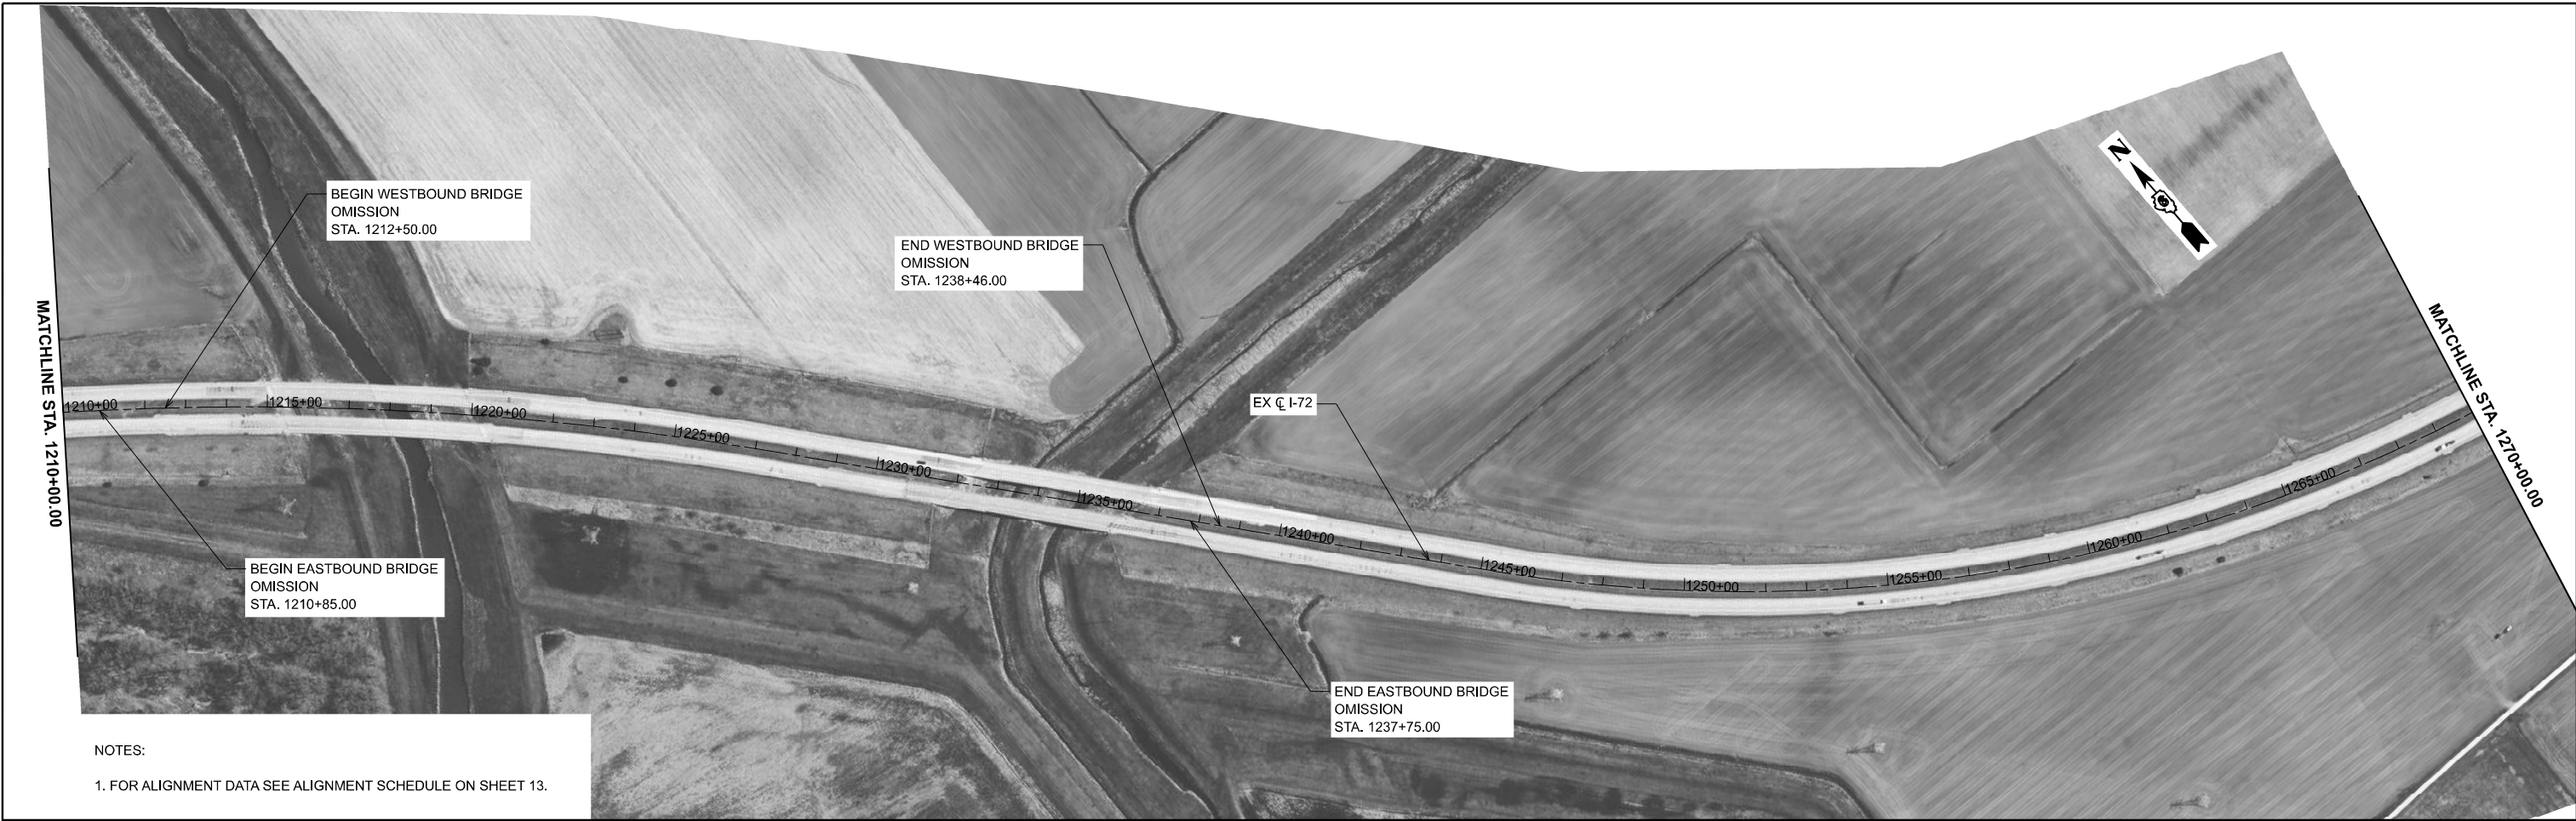 BEGIN WESTBOUND BRIDGE
OMISSION
STA. 1212+50.00
END WESTBOUND BRIDGE
OMISSION
STA. 1238+46.00
N
MATCHLINE STA. 1210+00.00
1210+00
1215+00
1220+00
1225+00
1230+00
1235+00
1240+00
1245+00
1250+00
1255+00
1260+00
1265+00
EX ℄ I-72
MATCHLINE STA. 1270+00.00
BEGIN EASTBOUND BRIDGE
OMISSION
STA. 1210+85.00
END EASTBOUND BRIDGE
OMISSION
STA. 1237+75.00
NOTES:
1. FOR ALIGNMENT DATA SEE ALIGNMENT SCHEDULE ON SHEET 13.